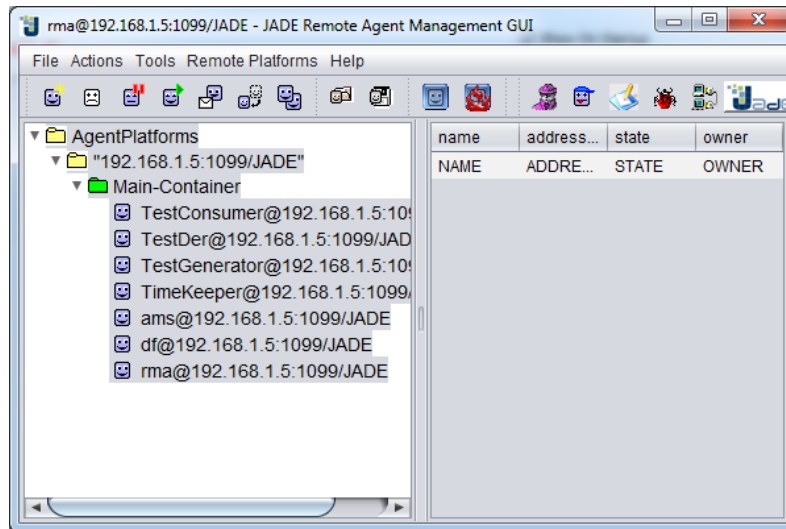 rma@192.168.1.5:1099/JADE - JADE Remote Agent Management GUI
File Actions Tools Remote Platforms Help
Jade
AgentPlatforms
"192.168.1.5:1099/JADE"
Main-Container
TestConsumer@192.168.1.5:109
TestDer@192.168.1.5:1099/JAD
TestGenerator@192.168.1.5:109
TimeKeeper@192.168.1.5:1099/
ams@192.168.1.5:1099/JADE
df@192.168.1.5:1099/JADE
rma@192.168.1.5:1099/JADE
name address... state owner
NAME ADDRE... STATE OWNER